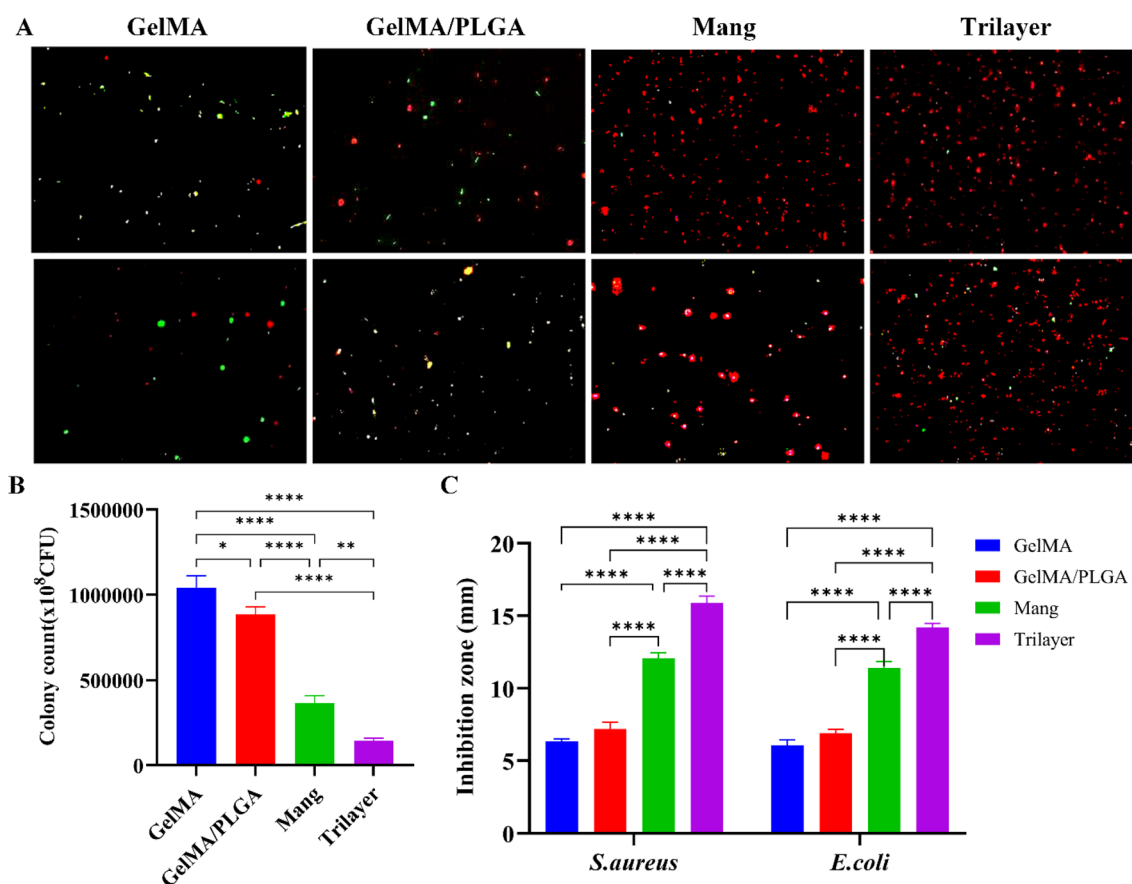 A
GelMA
GelMA/PLGA
Mang
Trilayer
B
Colony count(x10⁸CFU)
1500000
1000000
500000
0
****
****
*
****
**
****
GelMA
GelMA/PLGA
Mang
Trilayer
C
Inhibition zone (mm)
20
15
10
5
0
****
****
****
****
****
****
****
****
****
****
S.aureus
E.coli
GelMA
GelMA/PLGA
Mang
Trilayer